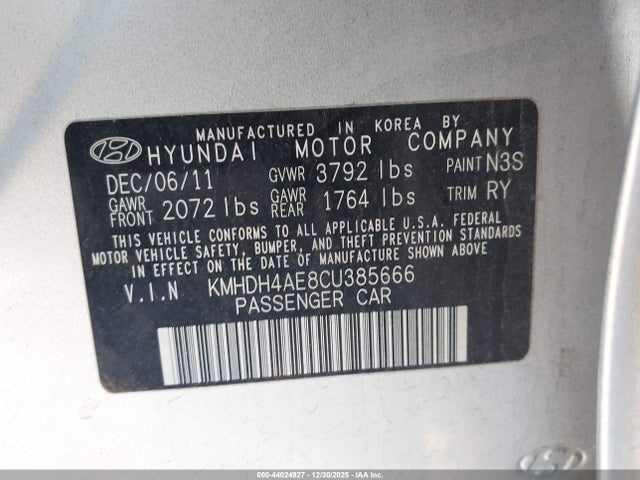 MANUFACTURED IN KOREA BY
HYUNDAI MOTOR COMPANY
DEC/06/11 GVWR 3792 lbs PAINT N3S
GAWR FRONT 2072 lbs GAWR REAR 1764 lbs TRIM RY
THIS VEHICLE CONFORMS TO ALL APPLICABLE U.S.A. FEDERAL
MOTOR VEHICLE SAFETY, BUMPER, AND THEFT PREVENTION STANDARDS
IN EFFECT ON THE DATE OF MANUFACTURE SHOWN ABOVE
V.I.N KMHDH4AE8CU385666
PASSENGER CAR
000-44024927 - 12/30/2025 - COPYRIGHT © IAA, LLC.